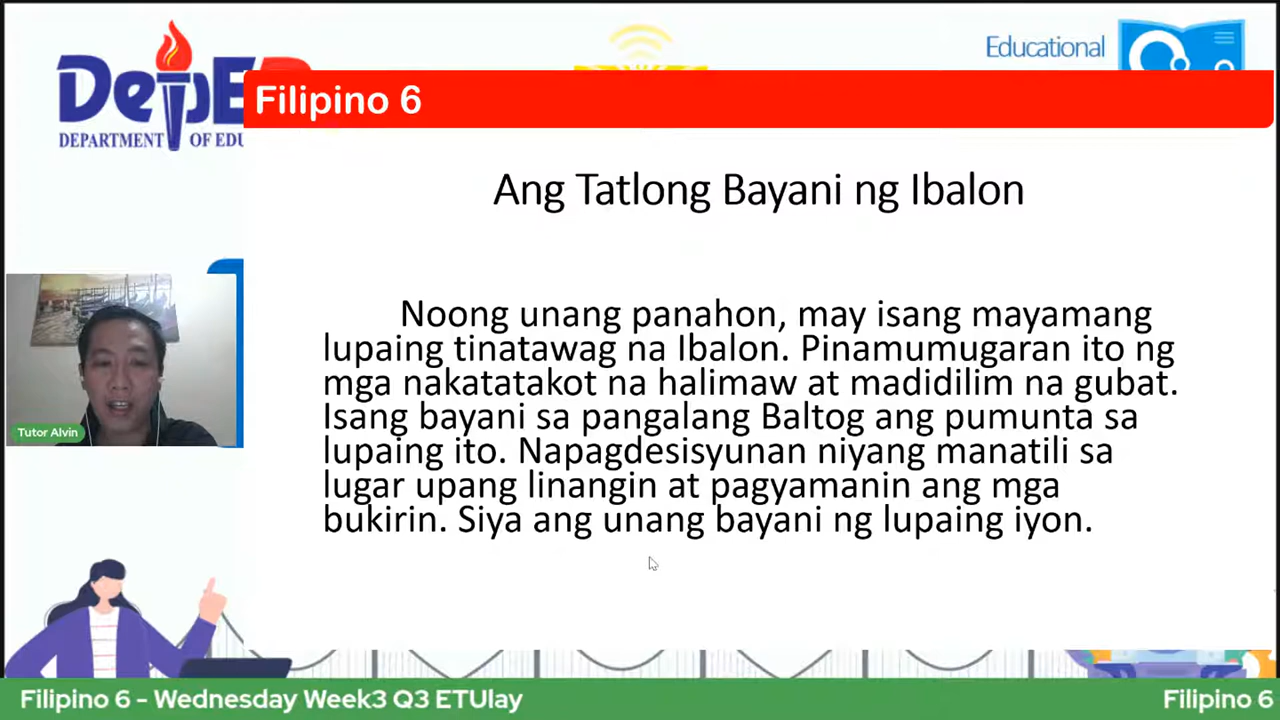 DepE
DEPARTMENT OF EDU
Educational
Filipino 6
Ang Tatlong Bayani ng Ibalon
Noong unang panahon, may isang mayamang
lupaing tinatawag na Ibalon. Pinamumugaran ito ng
mga nakatatakot na halimaw at madidilim na gubat.
Isang bayani sa pangalang Baltog ang pumunta sa
lupaing ito. Napagdesisyunan niyang manatili sa
lugar upang linangin at pagyamanin ang mga
bukirin. Siya ang unang bayani ng lupaing iyon.
Tutor Alvin
Filipino 6 - Wednesday Week3 Q3 ETUlay
Filipino 6